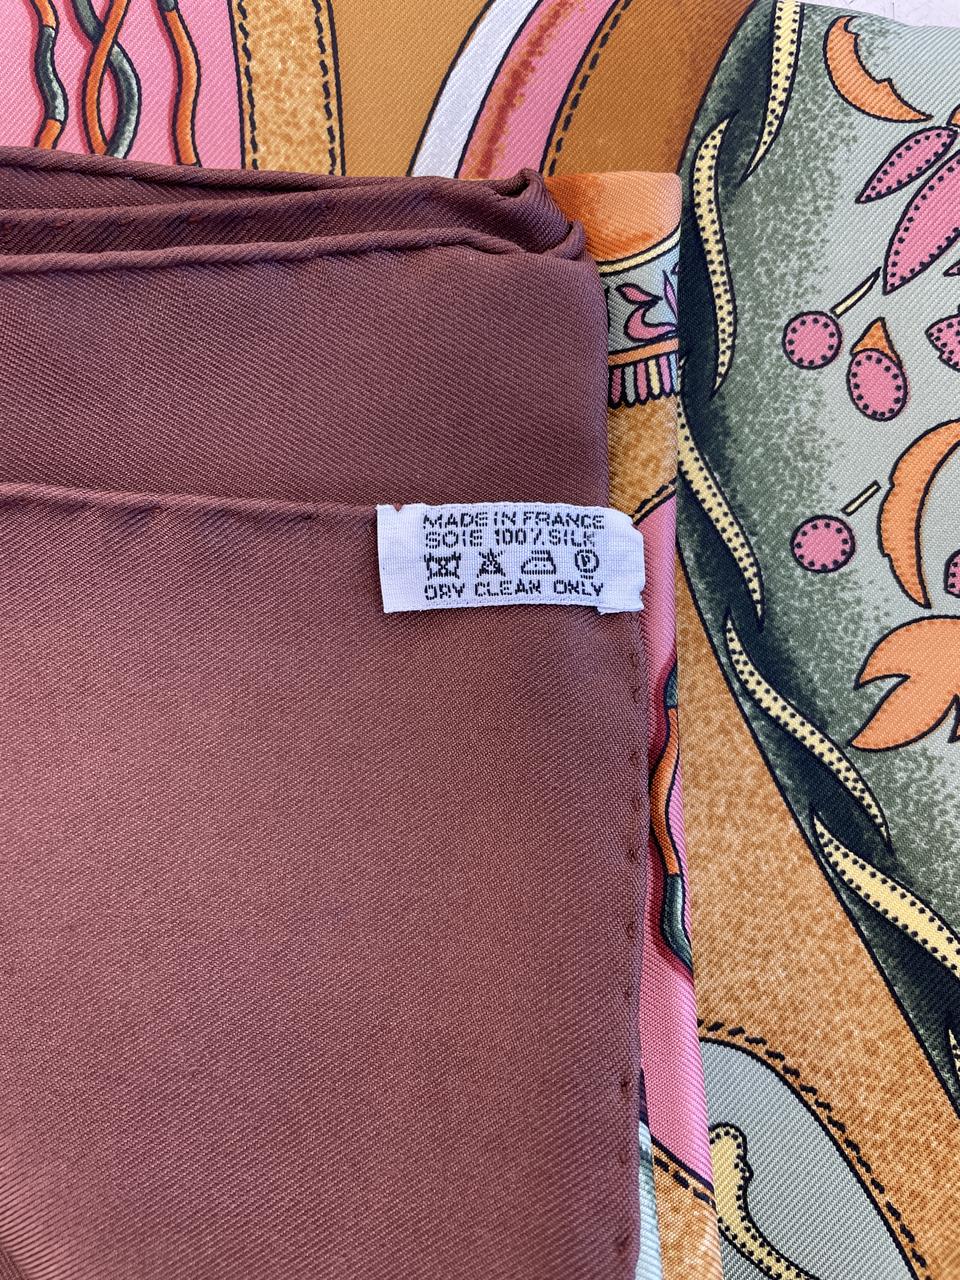 MADE IN FRANCE
SOIE 100% SILK
P
DRY CLEAN ONLY